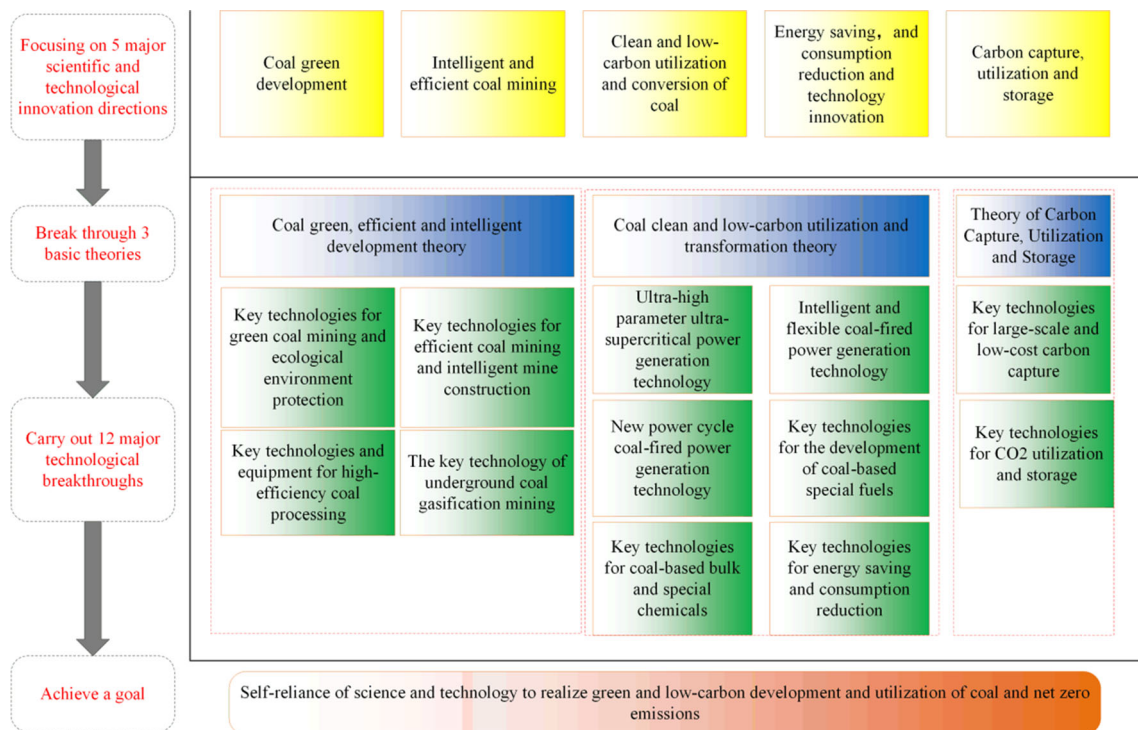 Focusing on 5 major
scientific and
technological
innovation directions
Coal green
development
Intelligent and
efficient coal mining
Clean and low-
carbon utilization
and conversion of
coal
Energy saving, and
consumption
reduction and
technology
innovation
Carbon capture,
utilization and
storage
Break through 3
basic theories
Coal green, efficient and intelligent
development theory
Coal clean and low-carbon utilization and
transformation theory
Theory of Carbon
Capture, Utilization
and Storage
Carry out 12 major
technological
breakthroughs
Key technologies for
green coal mining and
ecological
environment
protection
Key technologies for
efficient coal mining
and intelligent mine
construction
Key technologies and
equipment for high-
efficiency coal
processing
The key technology of
underground coal
gasification mining
Ultra-high
parameter ultra-
supercritical power
generation
technology
Intelligent and
flexible coal-fired
power generation
technology
New power cycle
coal-fired power
generation
technology
Key technologies
for the development
of coal-based
special fuels
Key technologies
for coal-based bulk
and special
chemicals
Key technologies
for energy saving
and consumption
reduction
Key technologies
for large-scale and
low-cost carbon
capture
Key technologies
for CO2 utilization
and storage
Achieve a goal
Self-reliance of science and technology to realize green and low-carbon development and utilization of coal and net zero
emissions